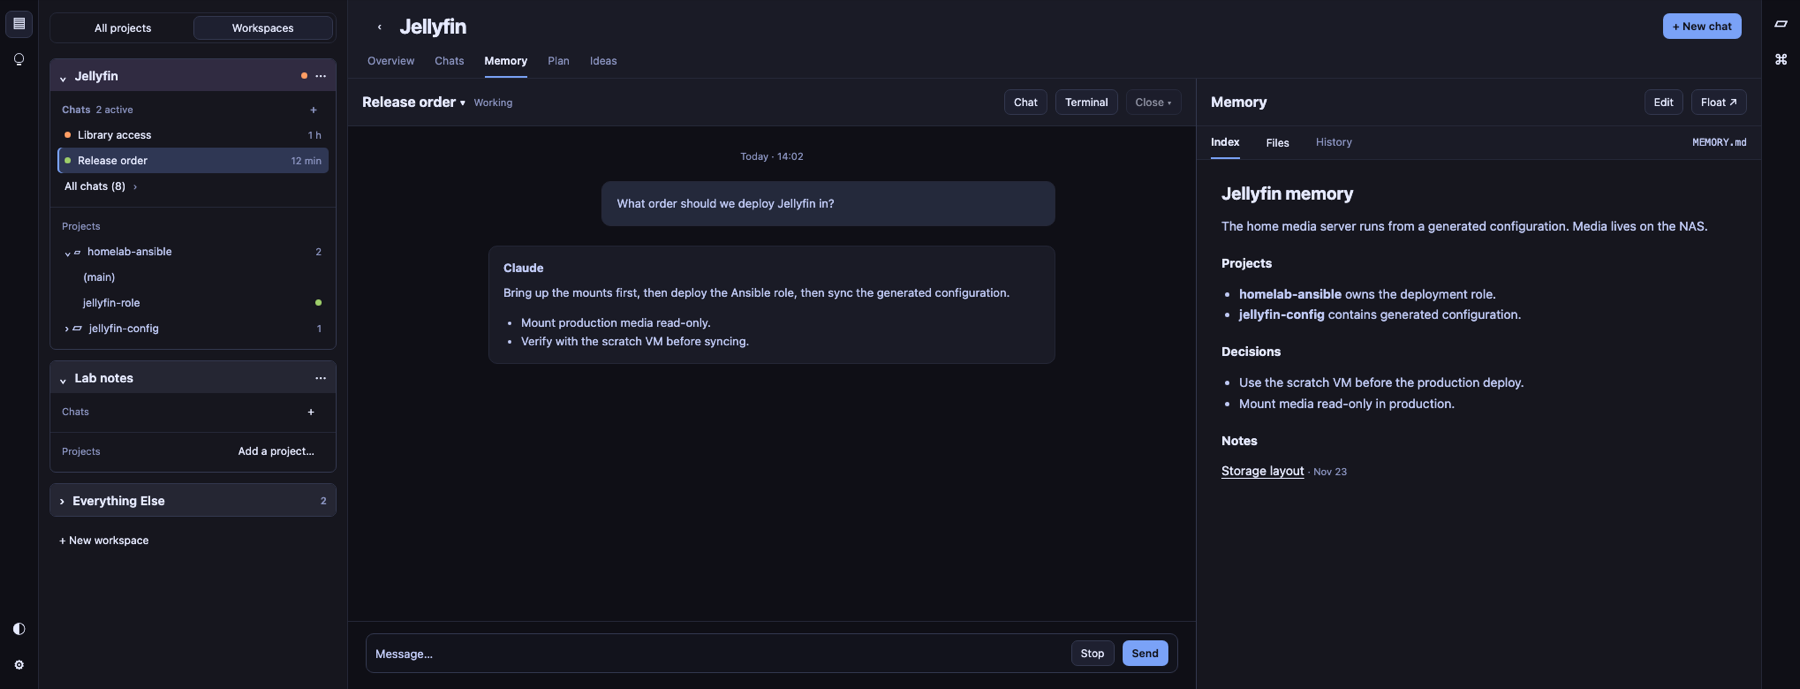 All projects
Workspaces
Jellyfin
Chats 2 active
+
Library access
1 h
Release order
12 min
All chats (8) ›
Projects
homelab-ansible
2
(main)
jellyfin-role
jellyfin-config
1
Lab notes
Chats
+
Projects
Add a project...
Everything Else
2
+ New workspace
‹ Jellyfin
+ New chat
Overview
Chats
Memory
Plan
Ideas
Release order ▾ Working
Chat
Terminal
Close ▾
Today · 14:02
What order should we deploy Jellyfin in?
Claude
Bring up the mounts first, then deploy the Ansible role, then sync the generated configuration.
• Mount production media read-only.
• Verify with the scratch VM before syncing.
Message...
Stop
Send
Memory
Edit
Float ↗
Index
Files
History
MEMORY.md
Jellyfin memory
The home media server runs from a generated configuration. Media lives on the NAS.
Projects
• homelab-ansible owns the deployment role.
• jellyfin-config contains generated configuration.
Decisions
• Use the scratch VM before the production deploy.
• Mount media read-only in production.
Notes
Storage layout · Nov 23